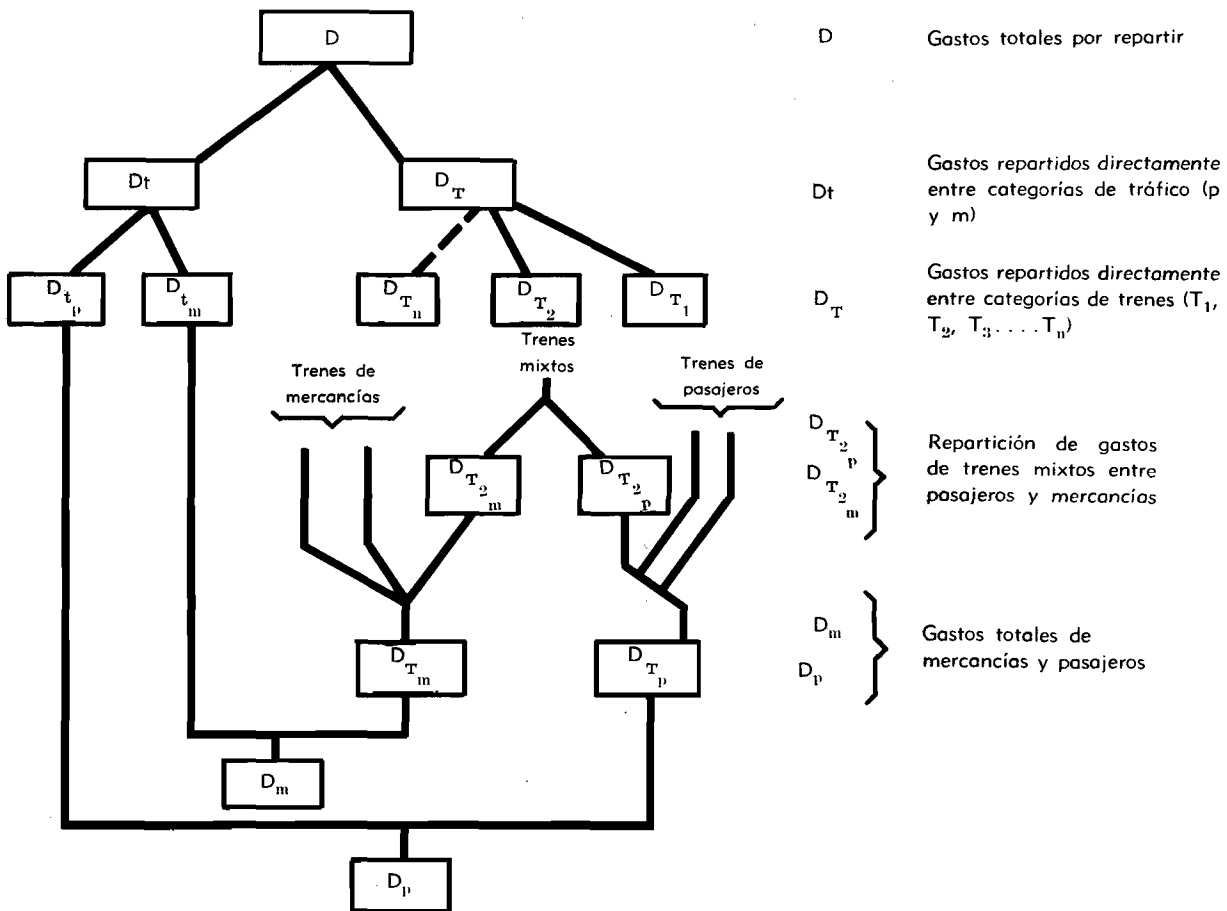 D
D Gastos totales por repartir
Dt
D_T
Dt Gastos repartidos directamente
entre categorías de tráfico (p
y m)
D_t_p
D_t_m
D_T_n
D_T_2
D_T_1
D_T Gastos repartidos directamente
entre categorías de trenes (T_1,
T_2, T_3. . . . T_n)
Trenes de
mercancías
Trenes
mixtos
Trenes de
pasajeros
D_T_2_m
D_T_2_p
D_T_2_p
D_T_2_m
Repartición de gastos
de trenes mixtos entre
pasajeros y mercancías
D_T_m
D_T_p
D_m
D_p
Gastos totales de
mercancías y pasajeros
D_m
D_p